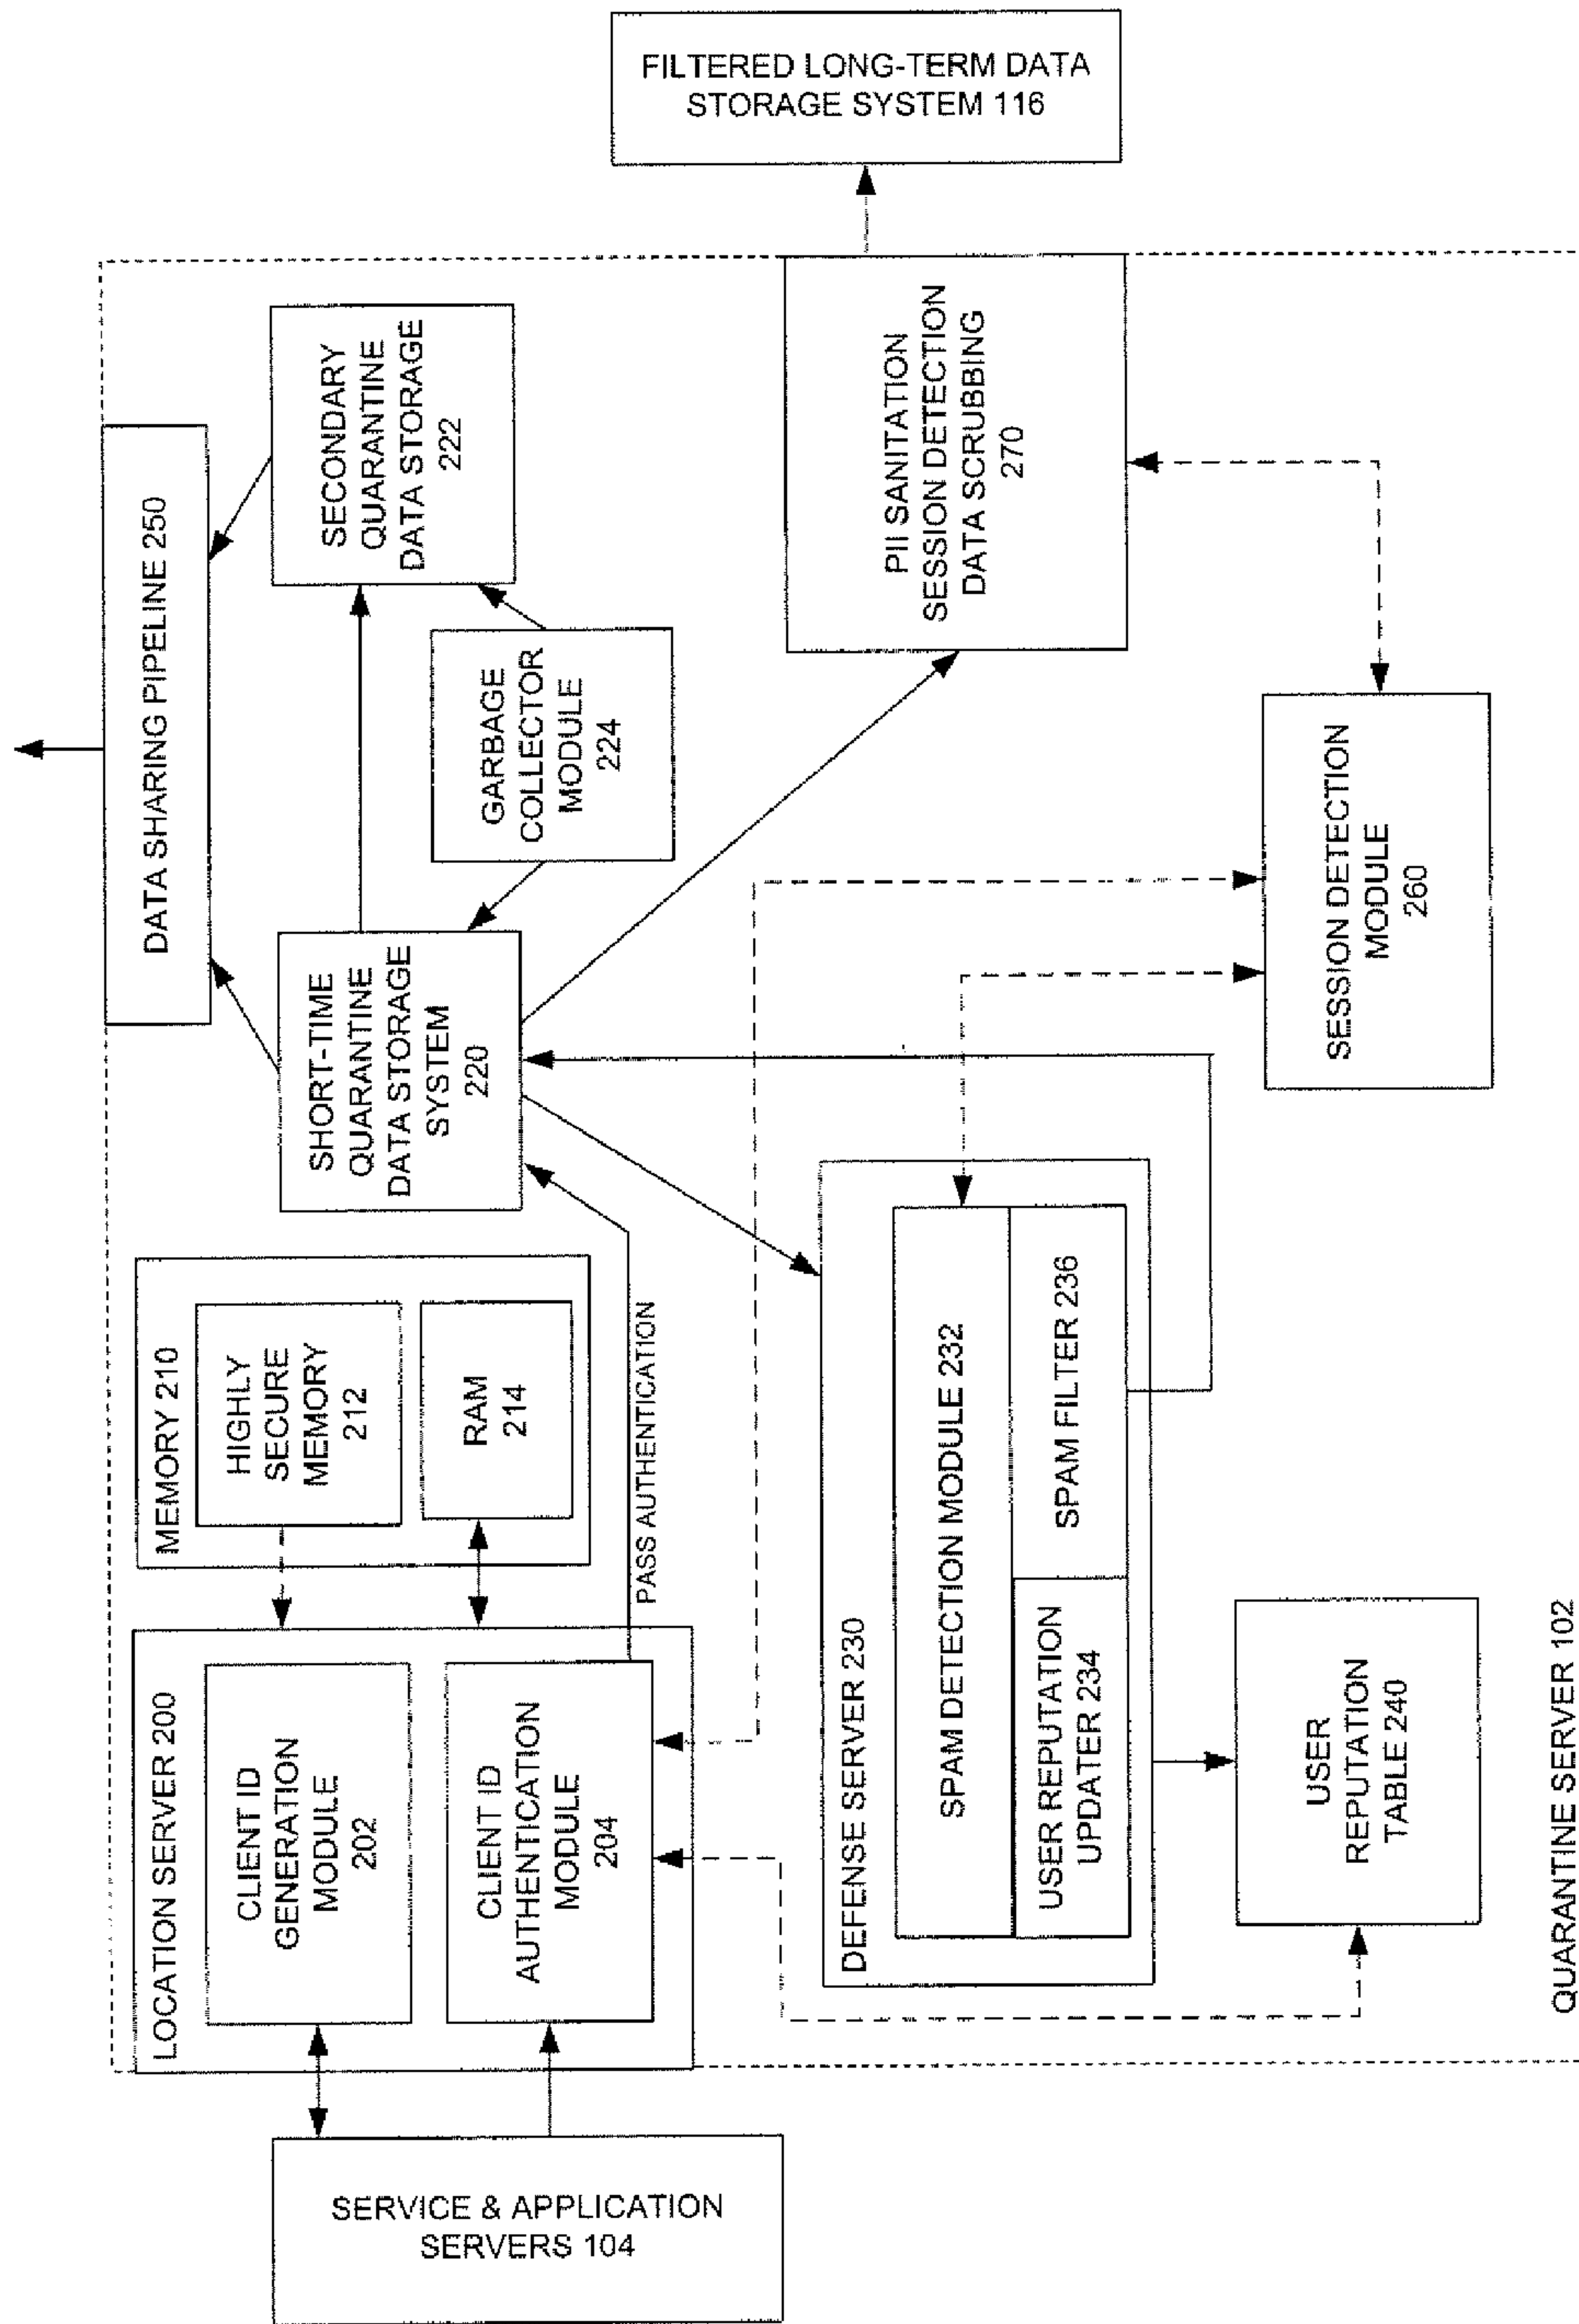 SERVICE & APPLICATION
SERVERS 104
LOCATION SERVER 200
CLIENT ID
GENERATION
MODULE
202
CLIENT ID
AUTHENTICATION
MODULE
204
MEMORY 210
HIGHLY
SECURE
MEMORY
212
RAM
214
PASS AUTHENTICATION
SHORT-TIME
QUARANTINE
DATA STORAGE
SYSTEM
220
DATA SHARING PIPELINE 250
SECONDARY
QUARANTINE
DATA STORAGE
222
GARBAGE
COLLECTOR
MODULE
224
DEFENSE SERVER 230
SPAM DETECTION MODULE 232
USER REPUTATION
UPDATER 234
SPAM FILTER 236
USER
REPUTATION
TABLE 240
SESSION DETECTION
MODULE
260
PII SANITATION
SESSION DETECTION
DATA SCRUBBING
270
FILTERED LONG-TERM DATA
STORAGE SYSTEM 116
QUARANTINE SERVER 102